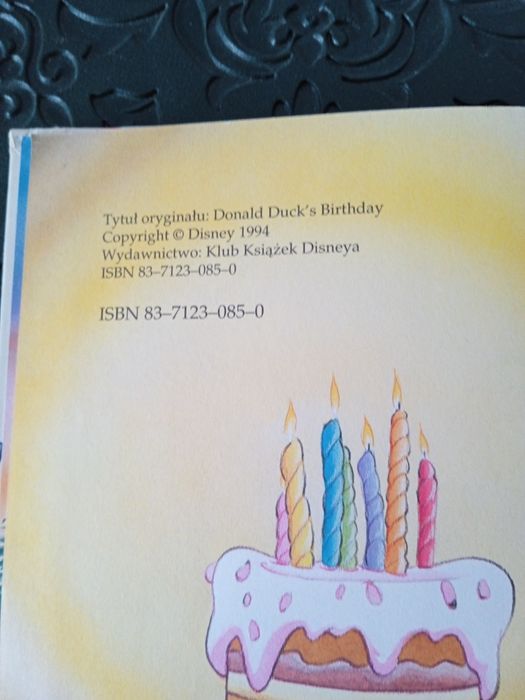 Tytuł oryginału: Donald Duck's Birthday
Copyright © Disney 1994
Wydawnictwo: Klub Książek Disneya
ISBN 83–7123–085–0
ISBN 83–7123–085–0